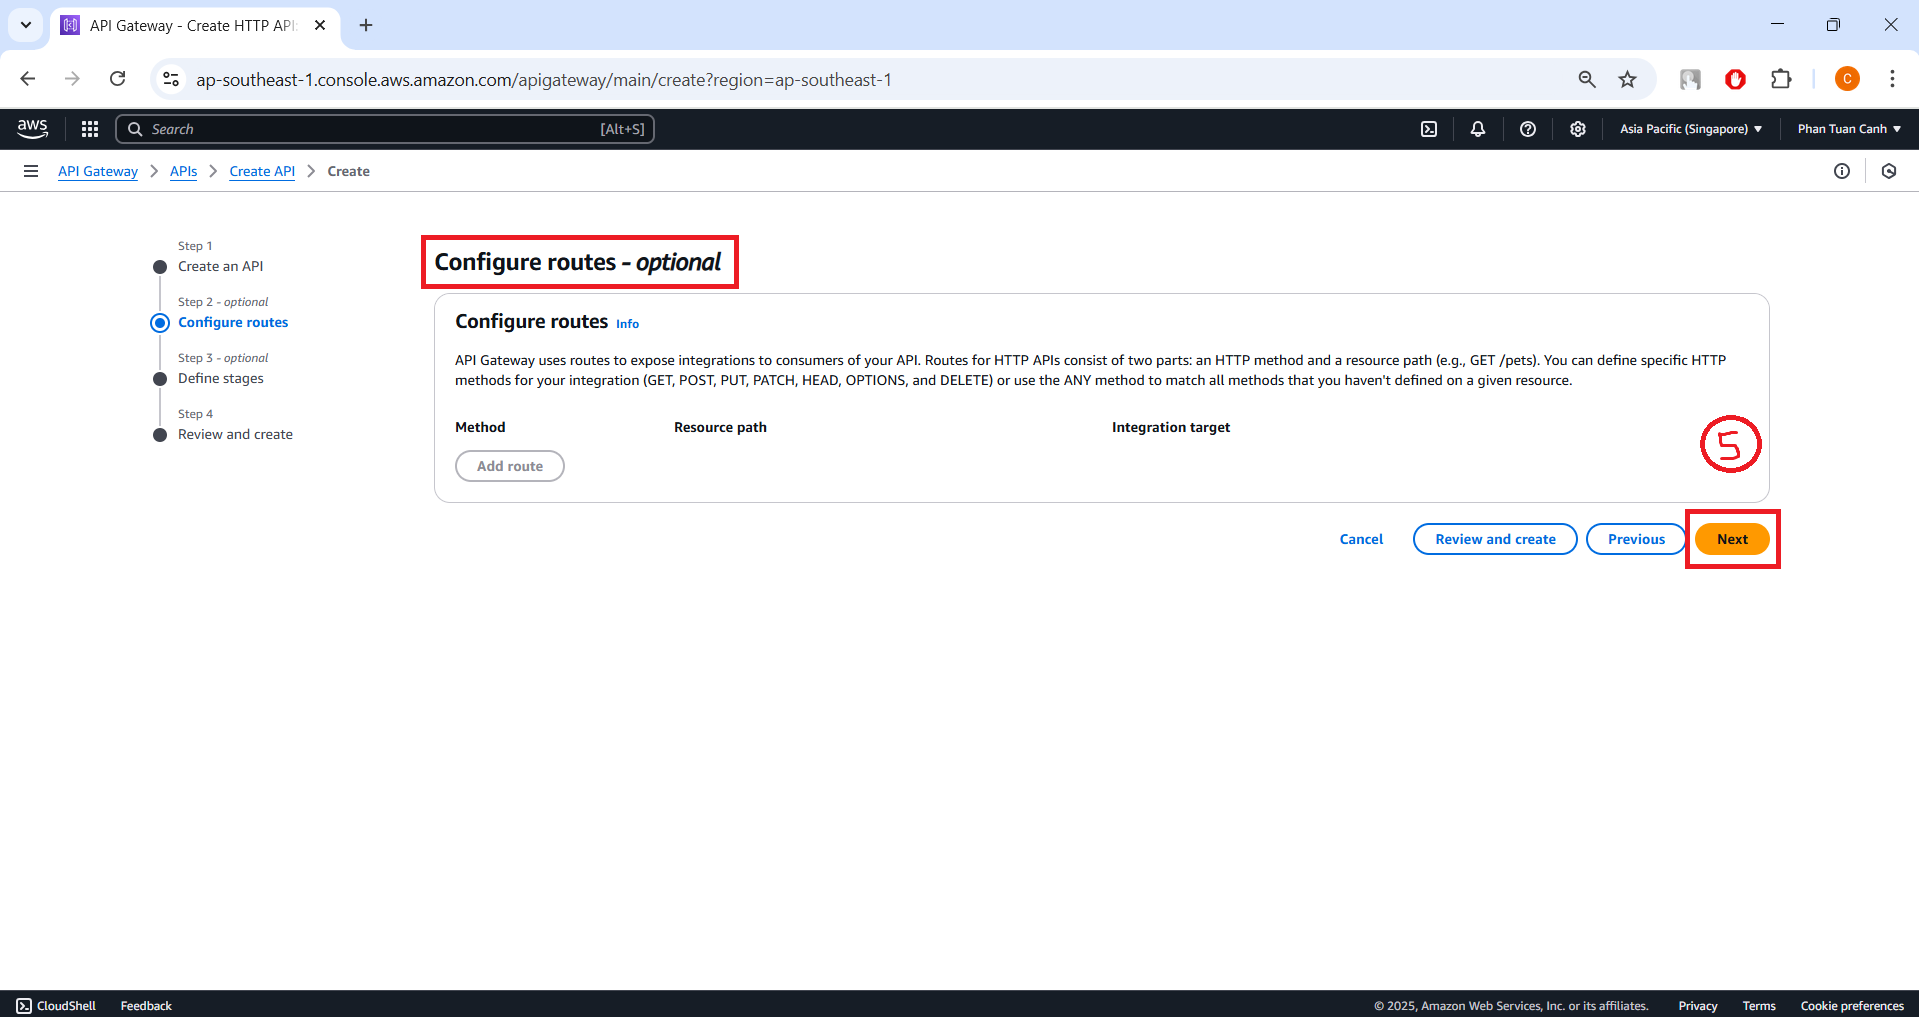 API Gateway - Create HTTP API
ap-southeast-1.console.aws.amazon.com/apigateway/main/create?region=ap-southeast-1
C
aws
Search
[Alt+S]
Asia Pacific (Singapore)
Phan Tuan Canh
API Gateway
APIs
Create API
Create
Step 1
Create an API
Step 2 - optional
Configure routes
Step 3 - optional
Define stages
Step 4
Review and create
Configure routes - optional
Configure routes Info
API Gateway uses routes to expose integrations to consumers of your API. Routes for HTTP APIs consist of two parts: an HTTP method and a resource path (e.g., GET /pets). You can define specific HTTP
methods for your integration (GET, POST, PUT, PATCH, HEAD, OPTIONS, and DELETE) or use the ANY method to match all methods that you haven't defined on a given resource.
Method
Resource path
Integration target
Add route
5
Cancel
Review and create
Previous
Next
CloudShell
Feedback
© 2025, Amazon Web Services, Inc. or its affiliates.
Privacy
Terms
Cookie preferences